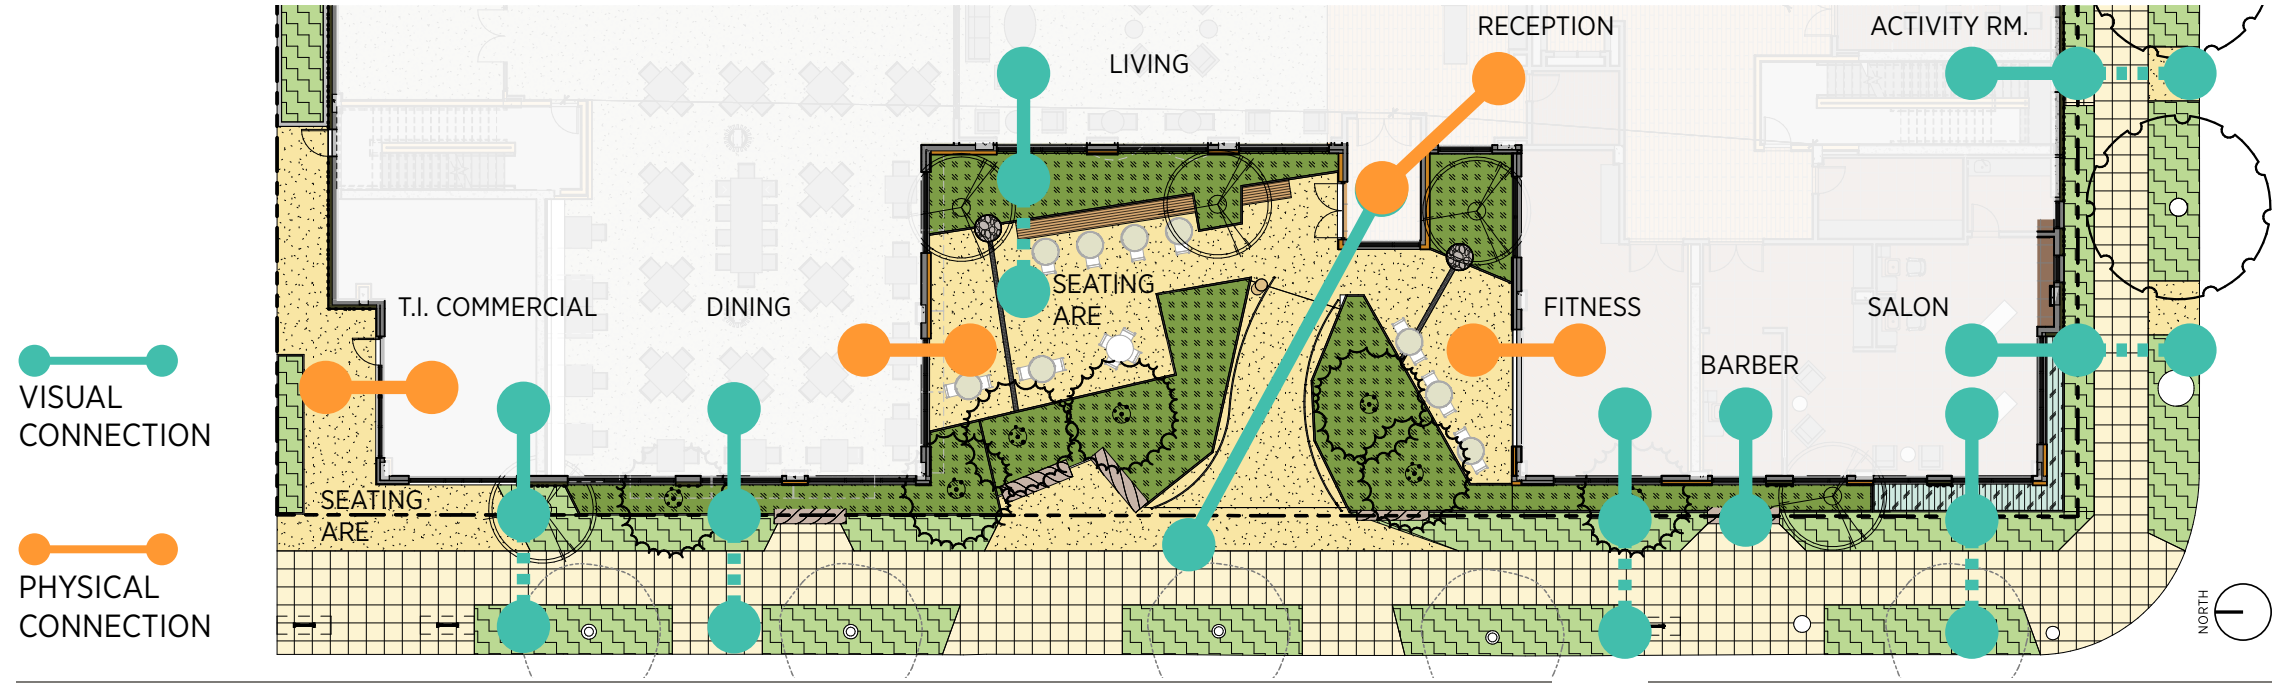 RECEPTION
ACTIVITY RM.
LIVING
SEATING
ARE
T.I. COMMERCIAL
DINING
FITNESS
SALON
BARBER
VISUAL
CONNECTION
SEATING
ARE
PHYSICAL
CONNECTION
NORTH